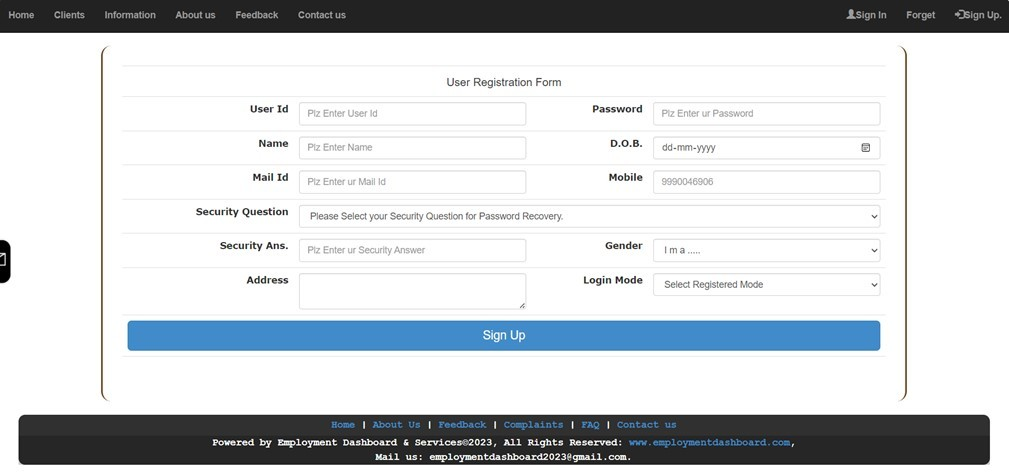 Home Clients Information About us Feedback Contact us Sign In Forget Sign Up.
User Registration Form
User Id Plz Enter User Id Password Plz Enter ur Password
Name Plz Enter Name D.O.B. dd-mm-yyyy
Mail Id Plz Enter ur Mail Id Mobile 9990046906
Security Question Please Select your Security Question for Password Recovery.
Security Ans. Plz Enter ur Security Answer Gender I m a .....
Address Login Mode Select Registered Mode
Sign Up
Home | About Us | Feedback | Complaints | FAQ | Contact us
Powered by Employment Dashboard & Services©2023, All Rights Reserved: www.employmentdashboard.com,
Mail us: employmentdashboard2023@gmail.com.